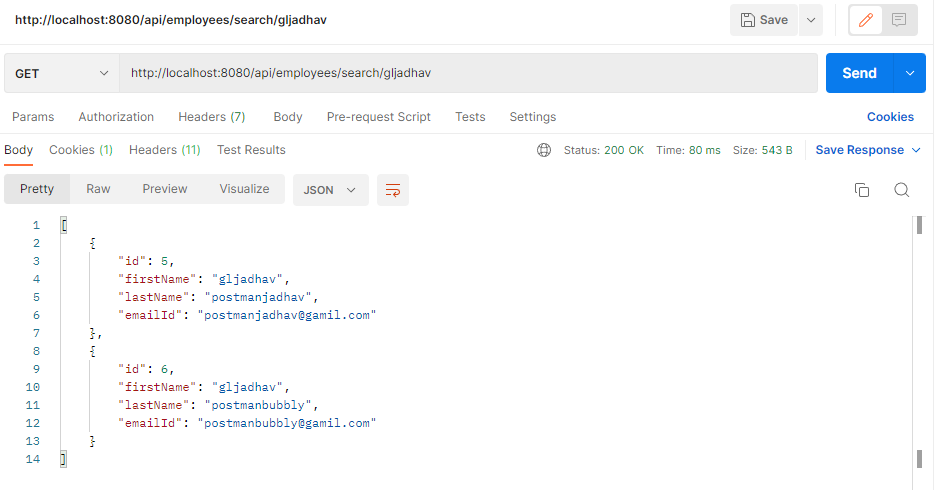 http://localhost:8080/api/employees/search/gljadhav Save
GET http://localhost:8080/api/employees/search/gljadhav Send
Params Authorization Headers (7) Body Pre-request Script Tests Settings Cookies
Body Cookies (1) Headers (11) Test Results Status: 200 OK Time: 80 ms Size: 543 B Save Response
Pretty Raw Preview Visualize JSON
1 [
2 {
3 "id": 5,
4 "firstName": "gljadhav",
5 "lastName": "postmanjadhav",
6 "emailId": "postmanjadhav@gamil.com"
7 },
8 {
9 "id": 6,
10 "firstName": "gljadhav",
11 "lastName": "postmanbubbly",
12 "emailId": "postmanbubbly@gamil.com"
13 }
14 ]